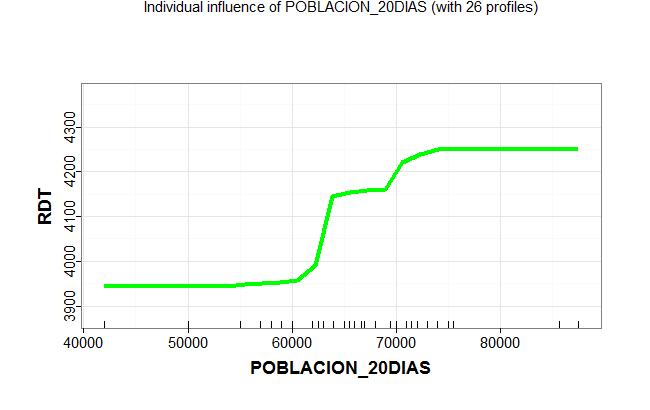 Individual influence of POBLACION_20DIAS (with 26 profiles)
4300
4200
4100
4000
3900
RDT
40000 50000 60000 70000 80000
POBLACION_20DIAS